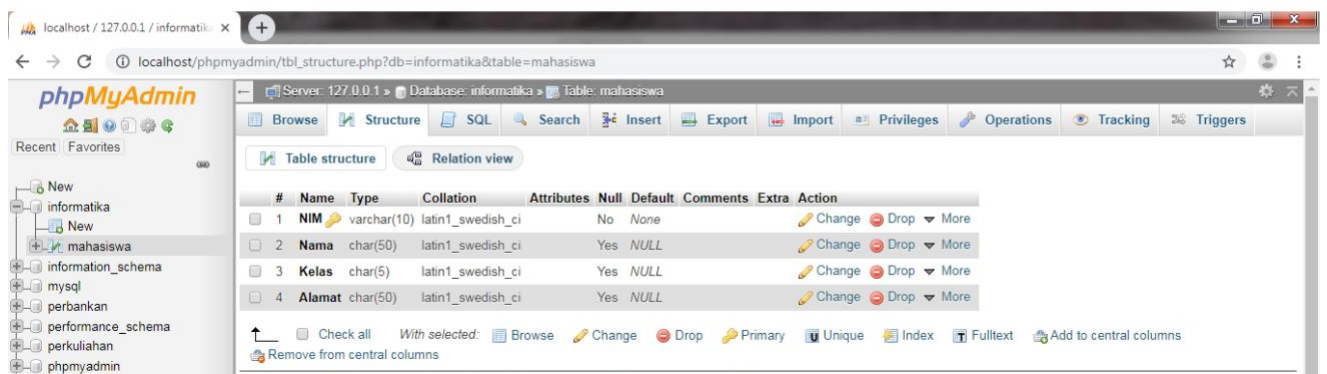 localhost / 127.0.0.1 / informatik
localhost/phpmyadmin/tbl_structure.php?db=informatika&table=mahasiswa
phpMyAdmin
Recent Favorites
New
informatika
New
mahasiswa
information_schema
mysql
perbankan
performance_schema
perkuliahan
phpmyadmin
Server: 127.0.0.1 » Database: informatika » Table: mahasiswa
Browse Structure SQL Search Insert Export Import Privileges Operations Tracking Triggers
Table structure Relation view
# Name Type Collation Attributes Null Default Comments Extra Action
1 NIM varchar(10) latin1_swedish_ci No None Change Drop More
2 Nama char(50) latin1_swedish_ci Yes NULL Change Drop More
3 Kelas char(5) latin1_swedish_ci Yes NULL Change Drop More
4 Alamat char(50) latin1_swedish_ci Yes NULL Change Drop More
Check all With selected: Browse Change Drop Primary Unique Index Fulltext Add to central columns
Remove from central columns